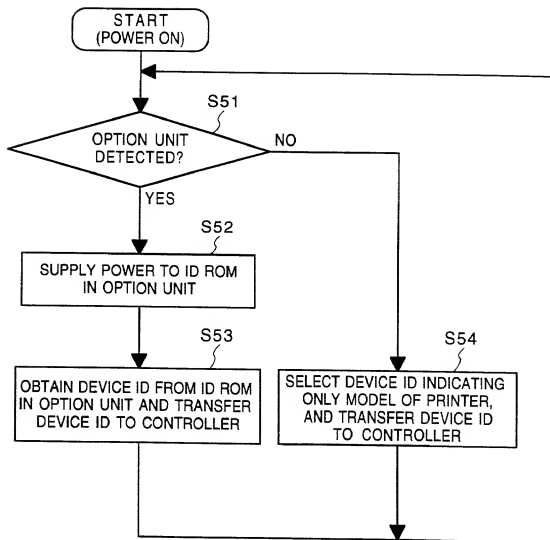 START
(POWER ON)
S51
OPTION UNIT
DETECTED?
NO
YES
S52
SUPPLY POWER TO ID ROM
IN OPTION UNIT
S53
OBTAIN DEVICE ID FROM ID ROM
IN OPTION UNIT AND TRANSFER
DEVICE ID TO CONTROLLER
S54
SELECT DEVICE ID INDICATING
ONLY MODEL OF PRINTER,
AND TRANSFER DEVICE ID
TO CONTROLLER